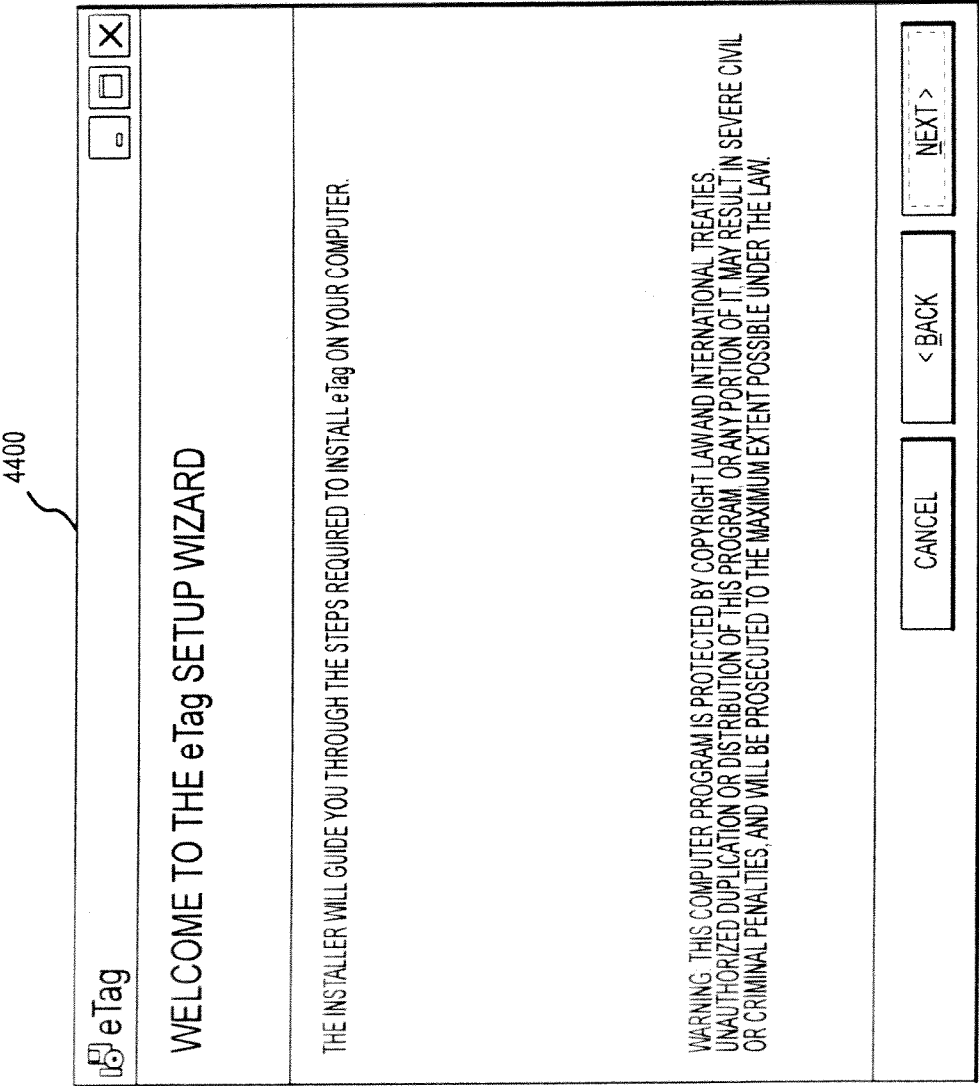 4400
eTag
WELCOME TO THE eTag SETUP WIZARD
THE INSTALLER WILL GUIDE YOU THROUGH THE STEPS REQUIRED TO INSTALL eTag ON YOUR COMPUTER.
WARNING: THIS COMPUTER PROGRAM IS PROTECTED BY COPYRIGHT LAW AND INTERNATIONAL TREATIES.
UNAUTHORIZED DUPLICATION OR DISTRIBUTION OF THIS PROGRAM, OR ANY PORTION OF IT, MAY RESULT IN SEVERE CIVIL
OR CRIMINAL PENALTIES, AND WILL BE PROSECUTED TO THE MAXIMUM EXTENT POSSIBLE UNDER THE LAW.
CANCEL
< BACK
NEXT >